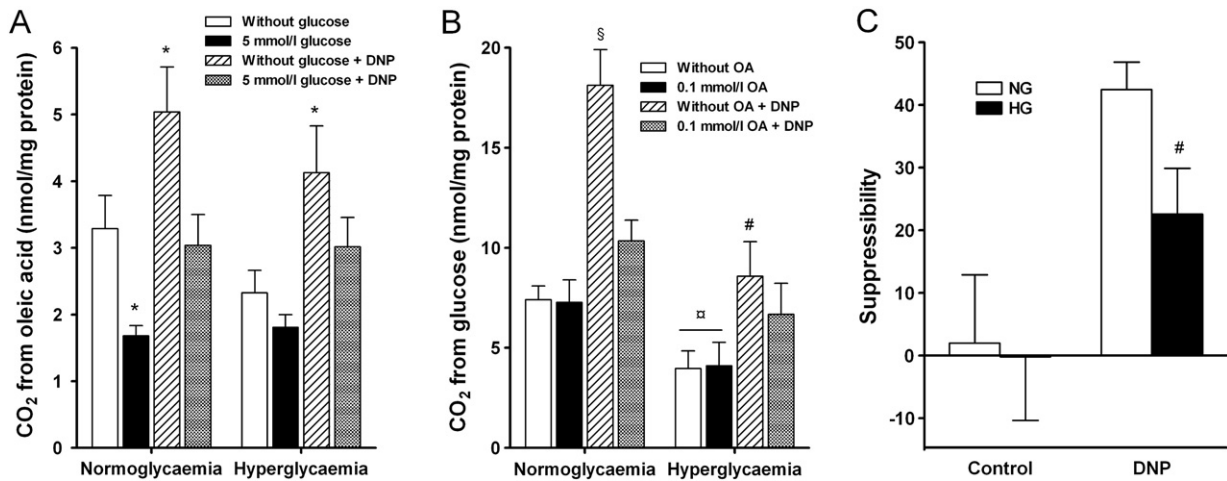 A
CO2 from oleic acid (nmol/mg protein)
Without glucose
5 mmol/l glucose
Without glucose + DNP
5 mmol/l glucose + DNP
6
5
4
3
2
1
0
*
*
*
Normoglycaemia
Hyperglycaemia
B
CO2 from glucose (nmol/mg protein)
Without OA
0.1 mmol/l OA
Without OA + DNP
0.1 mmol/l OA + DNP
20
15
10
5
0
§
¤
#
Normoglycaemia
Hyperglycaemia
C
Suppressibility
NG
HG
50
40
30
20
10
0
-10
#
Control
DNP